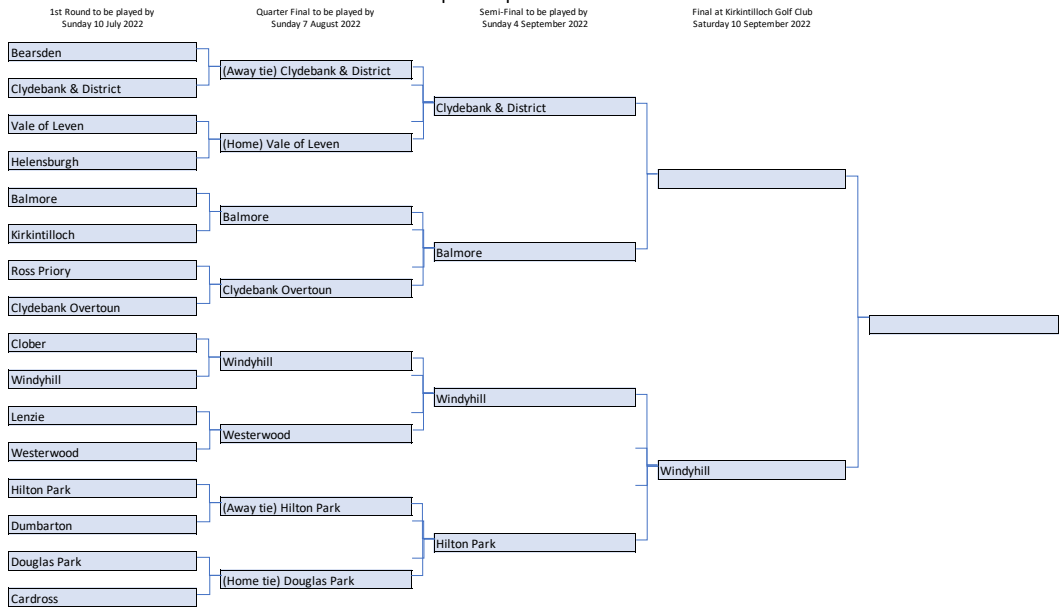 1st Round to be played by
Sunday 10 July 2022
Quarter Final to be played by
Sunday 7 August 2022
Semi-Final to be played by
Sunday 4 September 2022
Final at Kirkintilloch Golf Club
Saturday 10 September 2022
Bearsden
Clydebank & District
Vale of Leven
Helensburgh
Balmore
Kirkintilloch
Ross Priory
Clydebank Overtoun
Clober
Windyhill
Lenzie
Westerwood
Hilton Park
Dumbarton
Douglas Park
Cardross
(Away tie) Clydebank & District
(Home) Vale of Leven
Balmore
Clydebank Overtoun
Windyhill
Westerwood
(Away tie) Hilton Park
(Home tie) Douglas Park
Clydebank & District
Balmore
Windyhill
Hilton Park
Windyhill